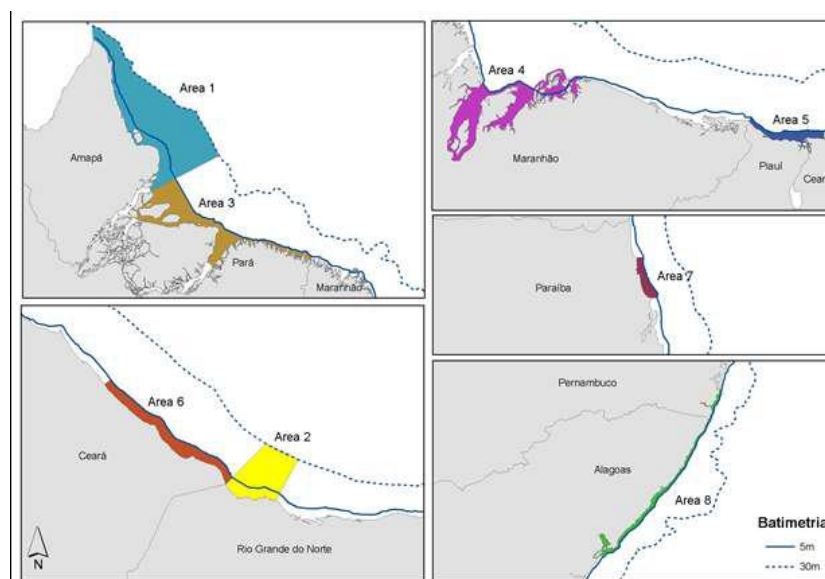 Area 1
Amapá
Area 3
Pará
Maranhão
Area 4
Area 5
Maranhão
Piauí
Cear
Area 7
Paraíba
Area 6
Area 2
Ceará
Rio Grande do Norte
N
Pernambuco
Alagoas
Area 8
Batimetria
5m
30m